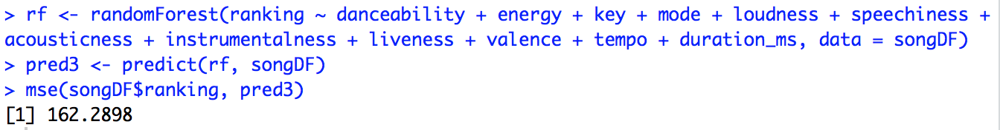 > rf <- randomForest(ranking ~ danceability + energy + key + mode + loudness + speechiness +
acousticness + instrumentalness + liveness + valence + tempo + duration_ms, data = songDF)
> pred3 <- predict(rf, songDF)
> mse(songDF$ranking, pred3)
[1] 162.2898